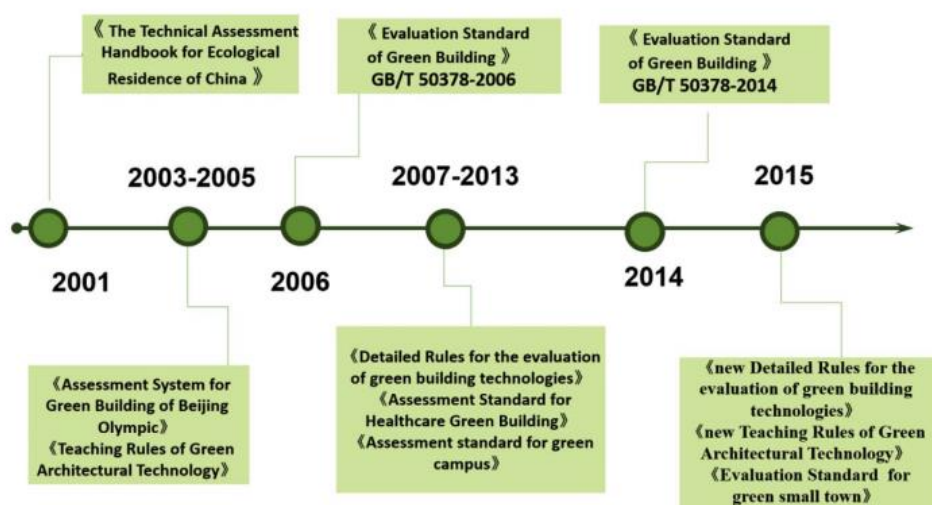 《 The Technical Assessment
Handbook for Ecological
Residence of China 》
《 Evaluation Standard
of Green Building 》
GB/T 50378-2006
《 Evaluation Standard
of Green Building 》
GB/T 50378-2014
2003-2005
2007-2013
2015
2001
2006
2014
《Assessment System for
Green Building of Beijing
Olympic》
《Teaching Rules of Green
Architectural Technology》
《Detailed Rules for the evaluation
of green building technologies》
《Assessment Standard for
Healthcare Green Building》
《Assessment standard for green
campus》
《new Detailed Rules for the
evaluation of green building
technologies》
《new Teaching Rules of Green
Architectural Technology》
《Evaluation Standard for
green small town》